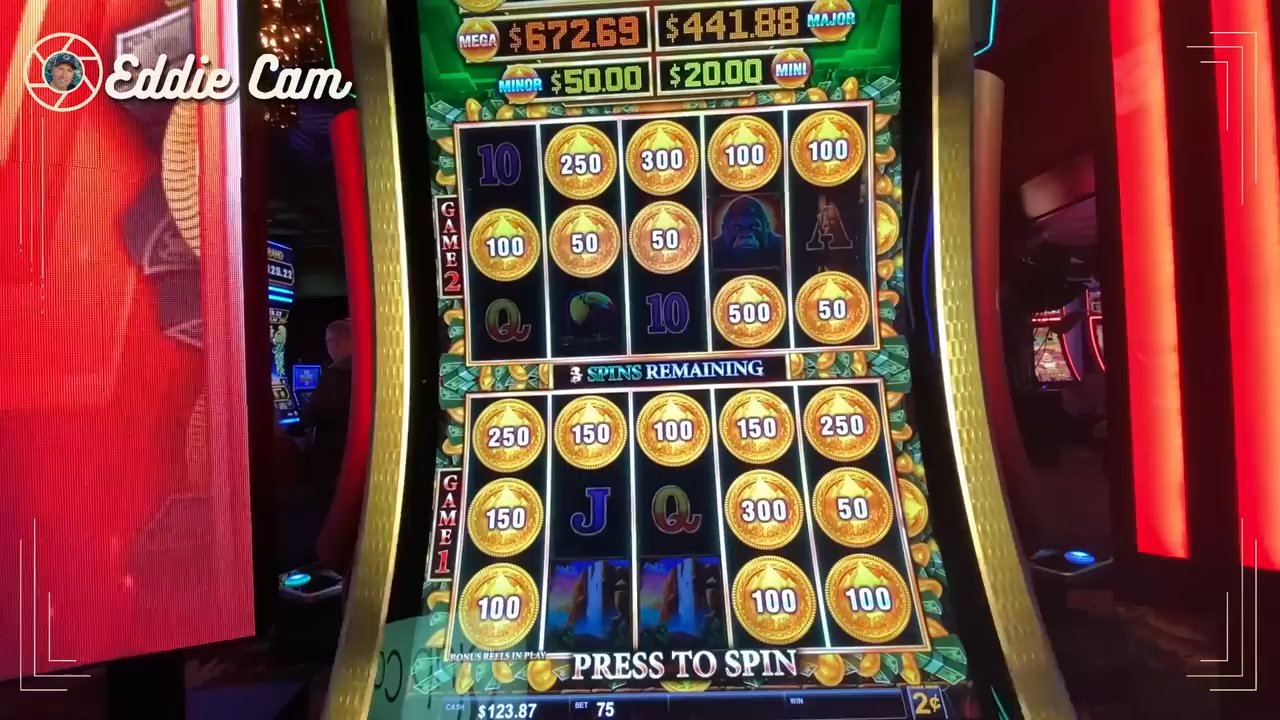 Eddie Cam
MEGA $672.69 $441.88 MAJOR
MINOR $50.00 $20.00 MINI
GAME 2
10 250 300 100 100
100 50 50 A
Q 10 500 50
3 SPINS REMAINING
GAME 1
250 150 100 150 250
150 J Q 300 50
100 100 100
BONUS REELS IN PLAY
PRESS TO SPIN
CASH $123.87 BET 75 WIN 2¢